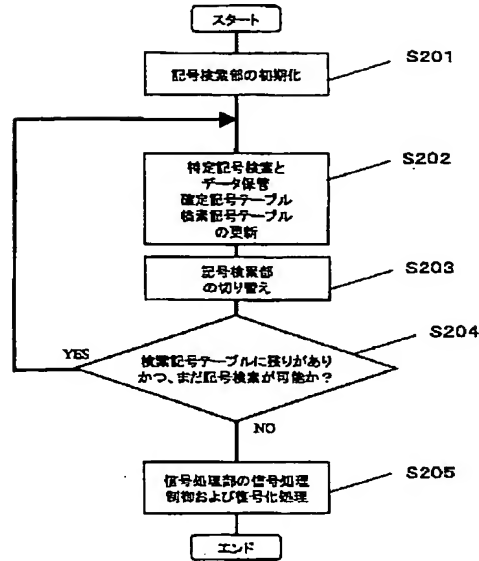 スタート
記号検索部の初期化
S201
特定記号検索と
データ保管
確定記号テーブル
検索記号テーブル
の更新
S202
記号検索部
の切り替え
S203
検索記号テーブルに残りがあり
かつ、まだ記号検索が可能か?
S204
YES
NO
信号処理部の信号処理
制御および復号化処理
S205
エンド